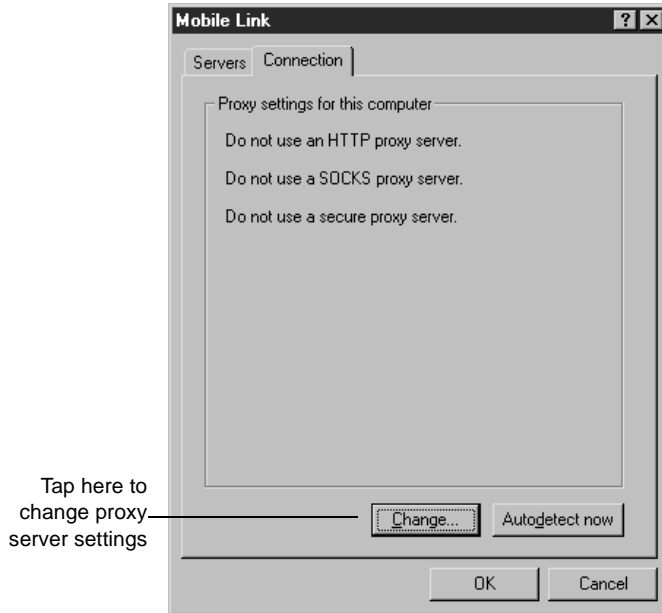 Mobile Link
Servers
Connection
Proxy settings for this computer
Do not use an HTTP proxy server.
Do not use a SOCKS proxy server.
Do not use a secure proxy server.
Tap here to
change proxy
server settings
Change...
Autodetect now
OK
Cancel